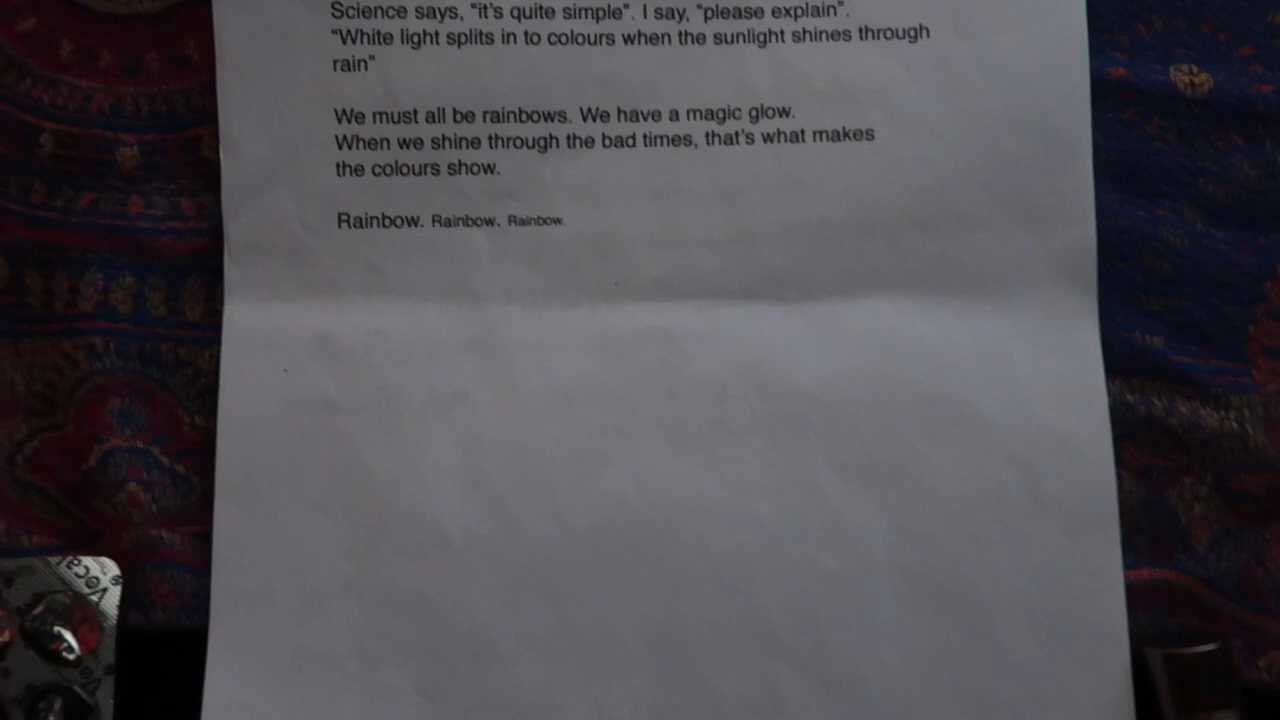 Science says, “it’s quite simple”. I say, “please explain”.
“White light splits in to colours when the sunlight shines through
rain”
We must all be rainbows. We have a magic glow.
When we shine through the bad times, that’s what makes
the colours show.
Rainbow. Rainbow. Rainbow.